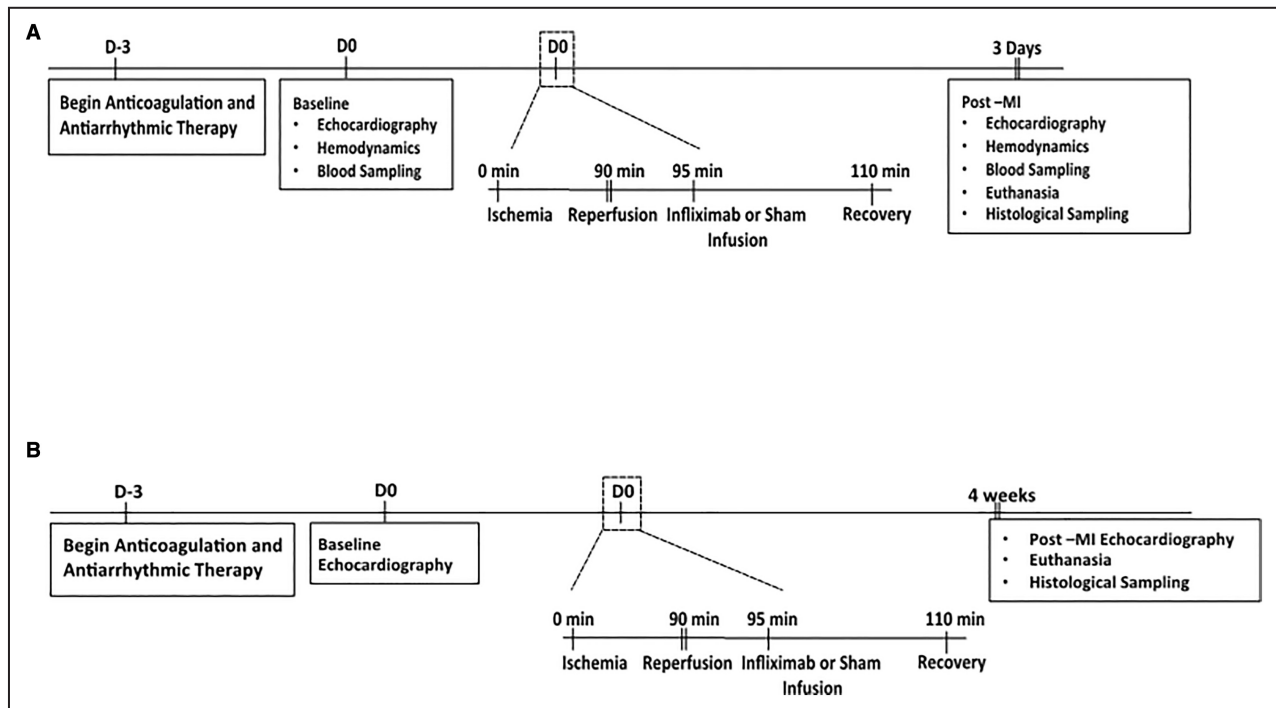 A
D-3
D0
D0
3 Days
Begin Anticoagulation and
Antiarrhythmic Therapy
Baseline
• Echocardiography
• Hemodynamics
• Blood Sampling
0 min
90 min
95 min
110 min
Ischemia
Reperfusion
Infliximab or Sham
Infusion
Recovery
Post –MI
• Echocardiography
• Hemodynamics
• Blood Sampling
• Euthanasia
• Histological Sampling
B
D-3
D0
D0
4 weeks
Begin Anticoagulation and
Antiarrhythmic Therapy
Baseline
Echocardiography
0 min
90 min
95 min
110 min
Ischemia
Reperfusion
Infliximab or Sham
Infusion
Recovery
• Post –MI Echocardiography
• Euthanasia
• Histological Sampling